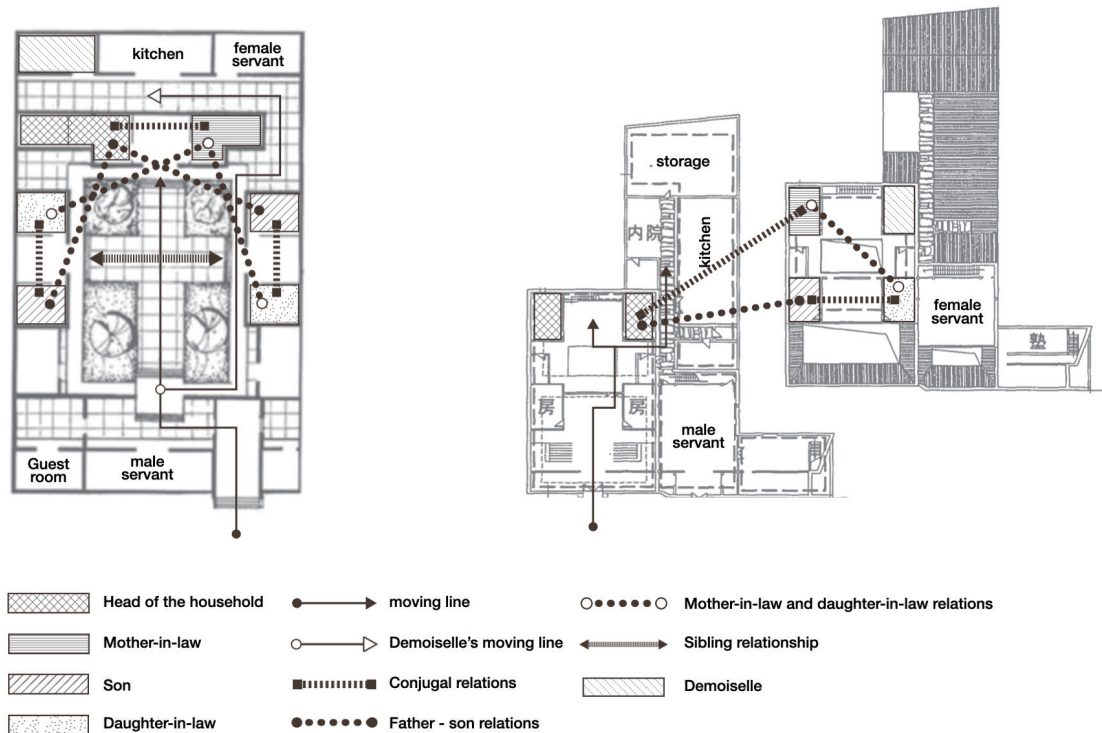 kitchen
female
servant
Guest
room
male
servant
storage
内院
kitchen
房
房
male
servant
female
servant
塾
Head of the household
moving line
Mother-in-law and daughter-in-law relations
Mother-in-law
Demoiselle's moving line
Sibling relationship
Son
Conjugal relations
Demoiselle
Daughter-in-law
Father - son relations